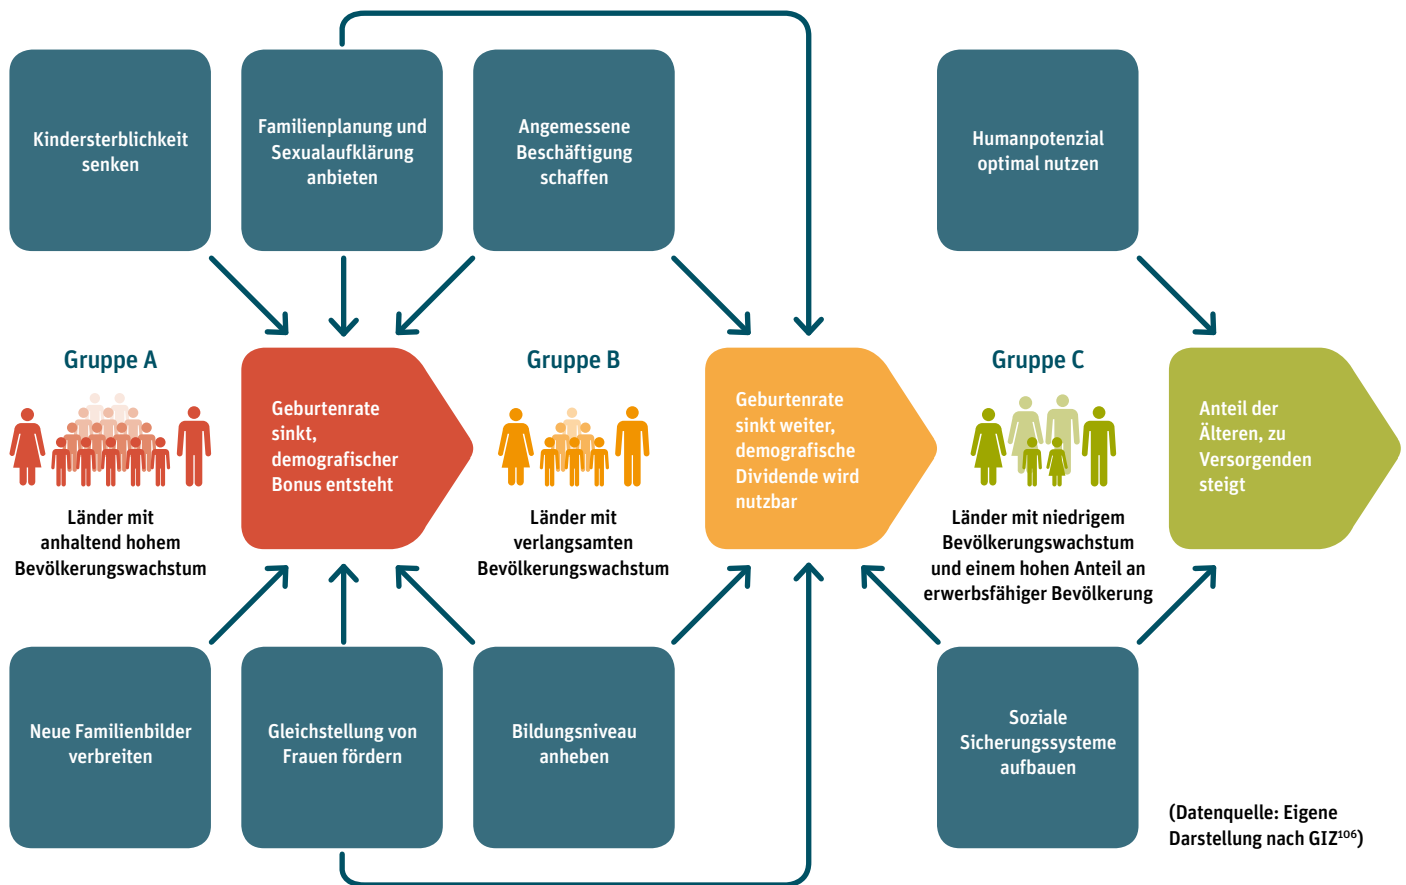 Kindersterblichkeit
senken
Familienplanung und
Sexualaufklärung
anbieten
Angemessene
Beschäftigung
schaffen
Humanpotenzial
optimal nutzen
Gruppe A
Länder mit
anhaltend hohem
Bevölkerungswachstum
Geburtenrate
sinkt,
demografischer
Bonus entsteht
Gruppe B
Länder mit
verlangsamten
Bevölkerungswachstum
Geburtenrate
sinkt weiter,
demografische
Dividende wird
nutzbar
Gruppe C
Länder mit niedrigem
Bevölkerungswachstum
und einem hohen Anteil an
erwerbsfähiger Bevölkerung
Anteil der
Älteren, zu
Versorgenden
steigt
Neue Familienbilder
verbreiten
Gleichstellung von
Frauen fördern
Bildungsniveau
anheben
Soziale
Sicherungssysteme
aufbauen
(Datenquelle: Eigene
Darstellung nach GIZ¹⁰⁶)